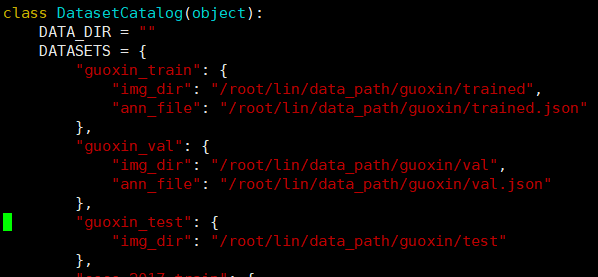 class DatasetCatalog(object):
    DATA_DIR = ""
    DATASETS = {
        "guoxin_train": {
            "img_dir": "/root/lin/data_path/guoxin/trained",
            "ann_file": "/root/lin/data_path/guoxin/trained.json"
        },
        "guoxin_val": {
            "img_dir": "/root/lin/data_path/guoxin/val",
            "ann_file": "/root/lin/data_path/guoxin/val.json"
        },
        "guoxin_test": {
            "img_dir": "/root/lin/data_path/guoxin/test"
        },